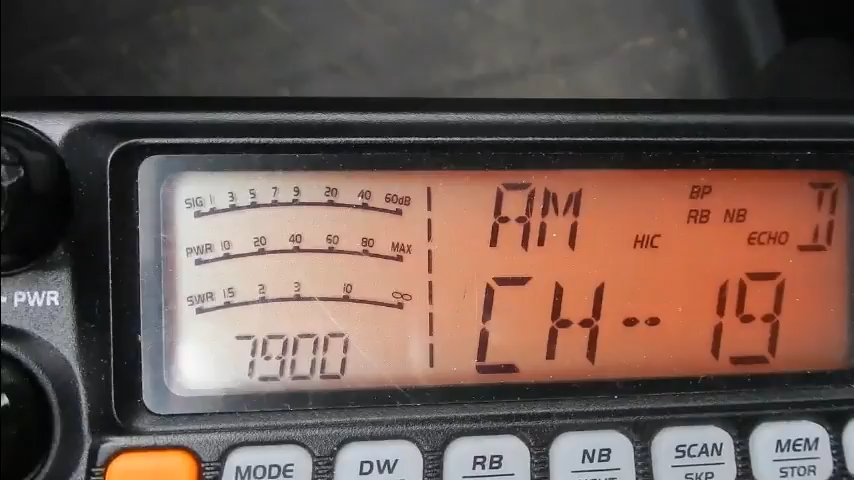 SIG 1 3 5 7 9 20 40 60dB
PWR 10 20 40 60 80 MAX
SWR 1.5 2 3 10 ∞
7900
AM
HIC
BP
RB NB
ECHO
D
CH--19
PWR
MODE
DW
RB
NB
SCAN
SKP
MEM
STOR